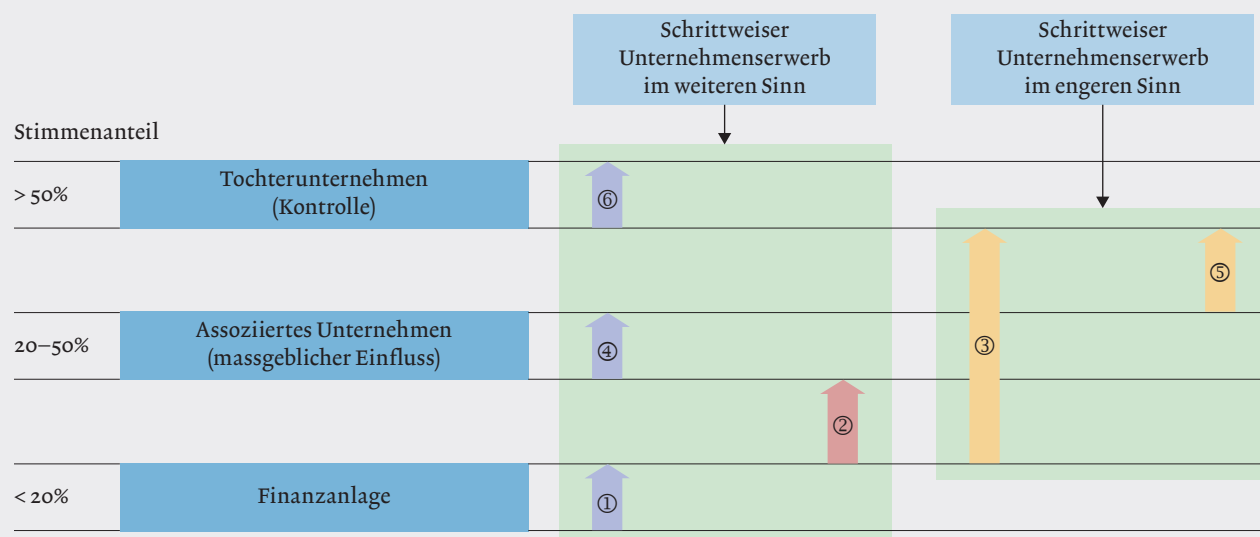 Schrittweiser
Unternehmenserwerb
im weiteren Sinn
Schrittweiser
Unternehmenserwerb
im engeren Sinn
Stimmenanteil
> 50%
Tochterunternehmen
(Kontrolle)
⑥
⑤
20–50%
Assoziiertes Unternehmen
(massgeblicher Einfluss)
④
③
②
< 20%
Finanzanlage
①